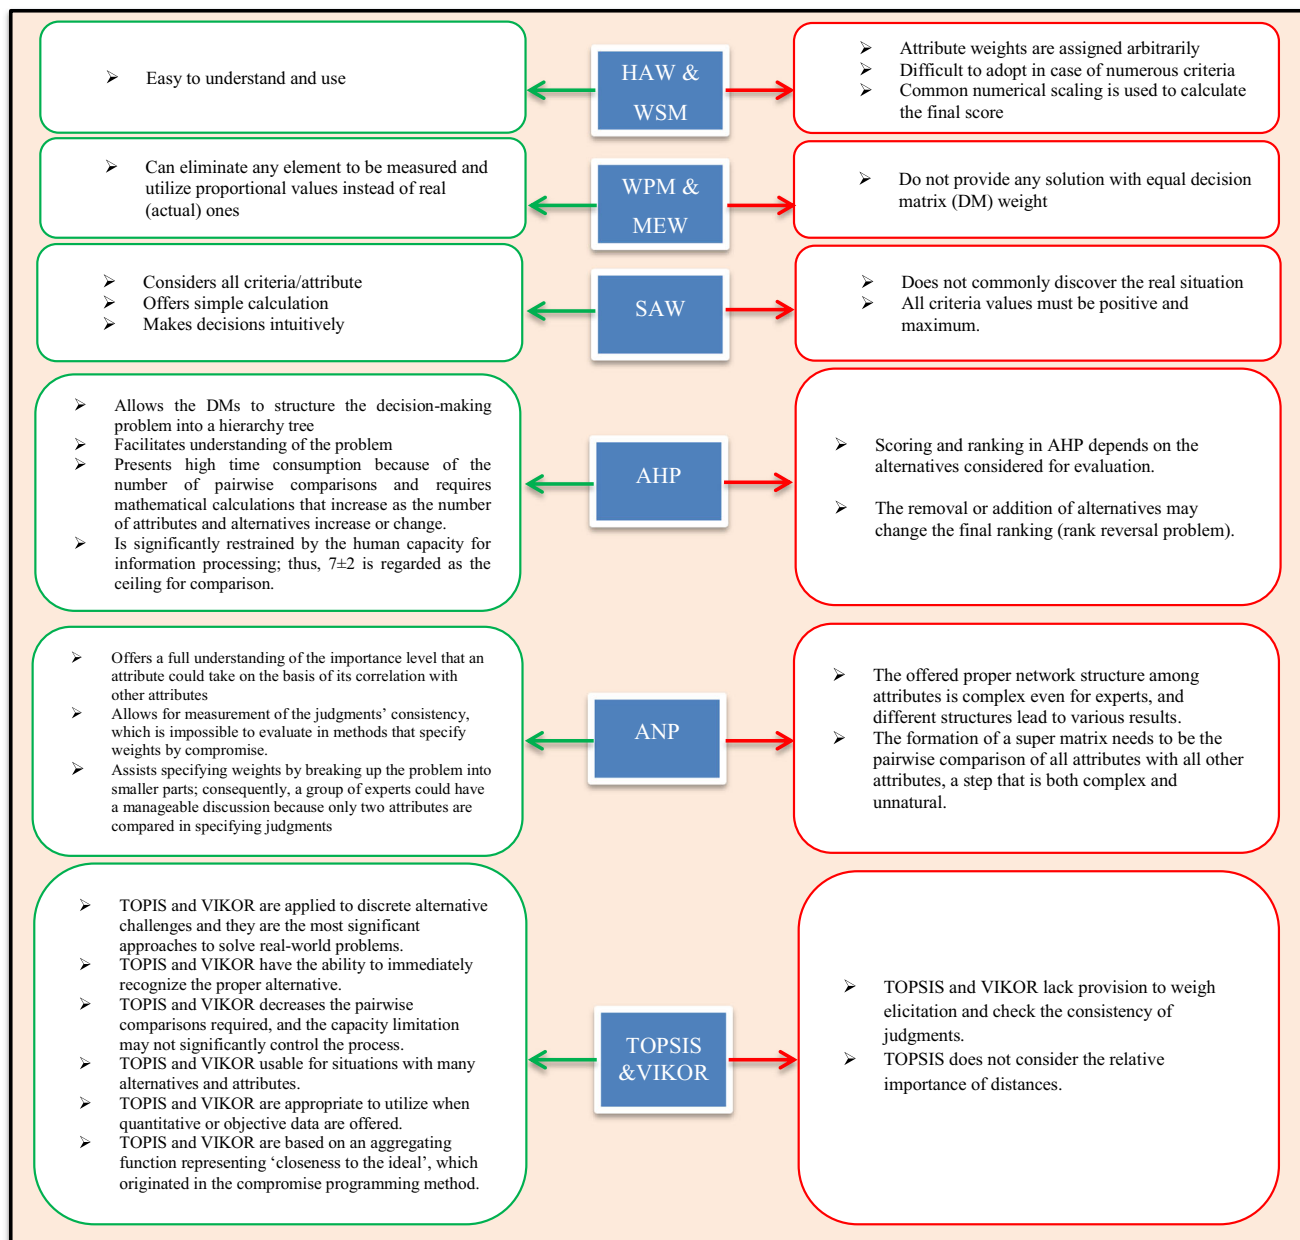 ➢ Easy to understand and use
HAW &
WSM
➢ Attribute weights are assigned arbitrarily
➢ Difficult to adopt in case of numerous criteria
➢ Common numerical scaling is used to calculate
the final score
➢ Can eliminate any element to be measured and
utilize proportional values instead of real
(actual) ones
WPM &
MEW
➢ Do not provide any solution with equal decision
matrix (DM) weight
➢ Considers all criteria/attribute
➢ Offers simple calculation
➢ Makes decisions intuitively
SAW
➢ Does not commonly discover the real situation
➢ All criteria values must be positive and
maximum.
➢ Allows the DMs to structure the decision-making
problem into a hierarchy tree
➢ Facilitates understanding of the problem
➢ Presents high time consumption because of the
number of pairwise comparisons and requires
mathematical calculations that increase as the number
of attributes and alternatives increase or change.
➢ Is significantly restrained by the human capacity for
information processing; thus, 7±2 is regarded as the
ceiling for comparison.
AHP
➢ Scoring and ranking in AHP depends on the
alternatives considered for evaluation.
➢ The removal or addition of alternatives may
change the final ranking (rank reversal problem).
➢ Offers a full understanding of the importance level that an
attribute could take on the basis of its correlation with
other attributes
➢ Allows for measurement of the judgments’ consistency,
which is impossible to evaluate in methods that specify
weights by compromise.
➢ Assists specifying weights by breaking up the problem into
smaller parts; consequently, a group of experts could have
a manageable discussion because only two attributes are
compared in specifying judgments
ANP
➢ The offered proper network structure among
attributes is complex even for experts, and
different structures lead to various results.
➢ The formation of a super matrix needs to be the
pairwise comparison of all attributes with all other
attributes, a step that is both complex and
unnatural.
➢ TOPIS and VIKOR are applied to discrete alternative
challenges and they are the most significant
approaches to solve real-world problems.
➢ TOPIS and VIKOR have the ability to immediately
recognize the proper alternative.
➢ TOPIS and VIKOR decreases the pairwise
comparisons required, and the capacity limitation
may not significantly control the process.
➢ TOPIS and VIKOR usable for situations with many
alternatives and attributes.
➢ TOPIS and VIKOR are appropriate to utilize when
quantitative or objective data are offered.
➢ TOPIS and VIKOR are based on an aggregating
function representing ‘closeness to the ideal’, which
originated in the compromise programming method.
TOPSIS
&VIKOR
➢ TOPSIS and VIKOR lack provision to weigh
elicitation and check the consistency of
judgments.
➢ TOPSIS does not consider the relative
importance of distances.